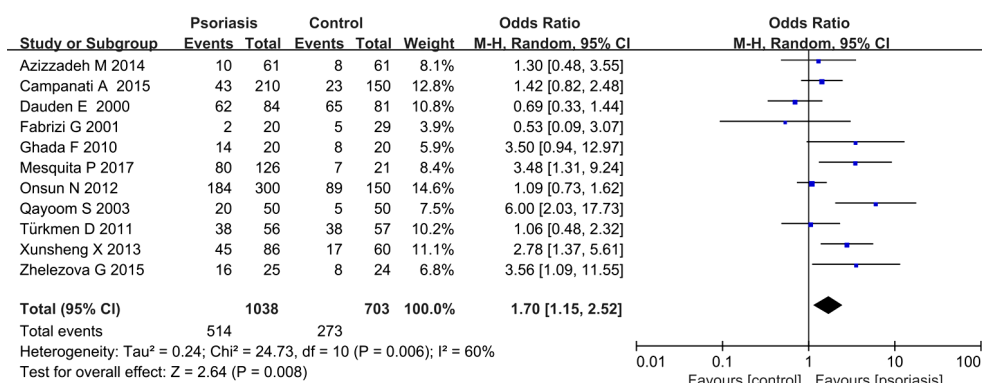 Psoriasis Control Odds Ratio Odds Ratio
Study or Subgroup Events Total Events Total Weight M-H, Random, 95% CI M-H, Random, 95% CI
Azizzadeh M 2014 10 61 8 61 8.1% 1.30 [0.48, 3.55]
Campanati A 2015 43 210 23 150 12.8% 1.42 [0.82, 2.48]
Dauden E 2000 62 84 65 81 10.8% 0.69 [0.33, 1.44]
Fabrizi G 2001 2 20 5 29 3.9% 0.53 [0.09, 3.07]
Ghada F 2010 14 20 8 20 5.9% 3.50 [0.94, 12.97]
Mesquita P 2017 80 126 7 21 8.4% 3.48 [1.31, 9.24]
Onsun N 2012 184 300 89 150 14.6% 1.09 [0.73, 1.62]
Qayoom S 2003 20 50 5 50 7.5% 6.00 [2.03, 17.73]
Türkmen D 2011 38 56 38 57 10.2% 1.06 [0.48, 2.32]
Xunsheng X 2013 45 86 17 60 11.1% 2.78 [1.37, 5.61]
Zhelezova G 2015 16 25 8 24 6.8% 3.56 [1.09, 11.55]
Total (95% CI) 1038 703 100.0% 1.70 [1.15, 2.52]
Total events 514 273
Heterogeneity: Tau² = 0.24; Chi² = 24.73, df = 10 (P = 0.006); I² = 60%
Test for overall effect: Z = 2.64 (P = 0.008)
0.01 0.1 1 10 100
Favours [control] Favours [psoriasis]